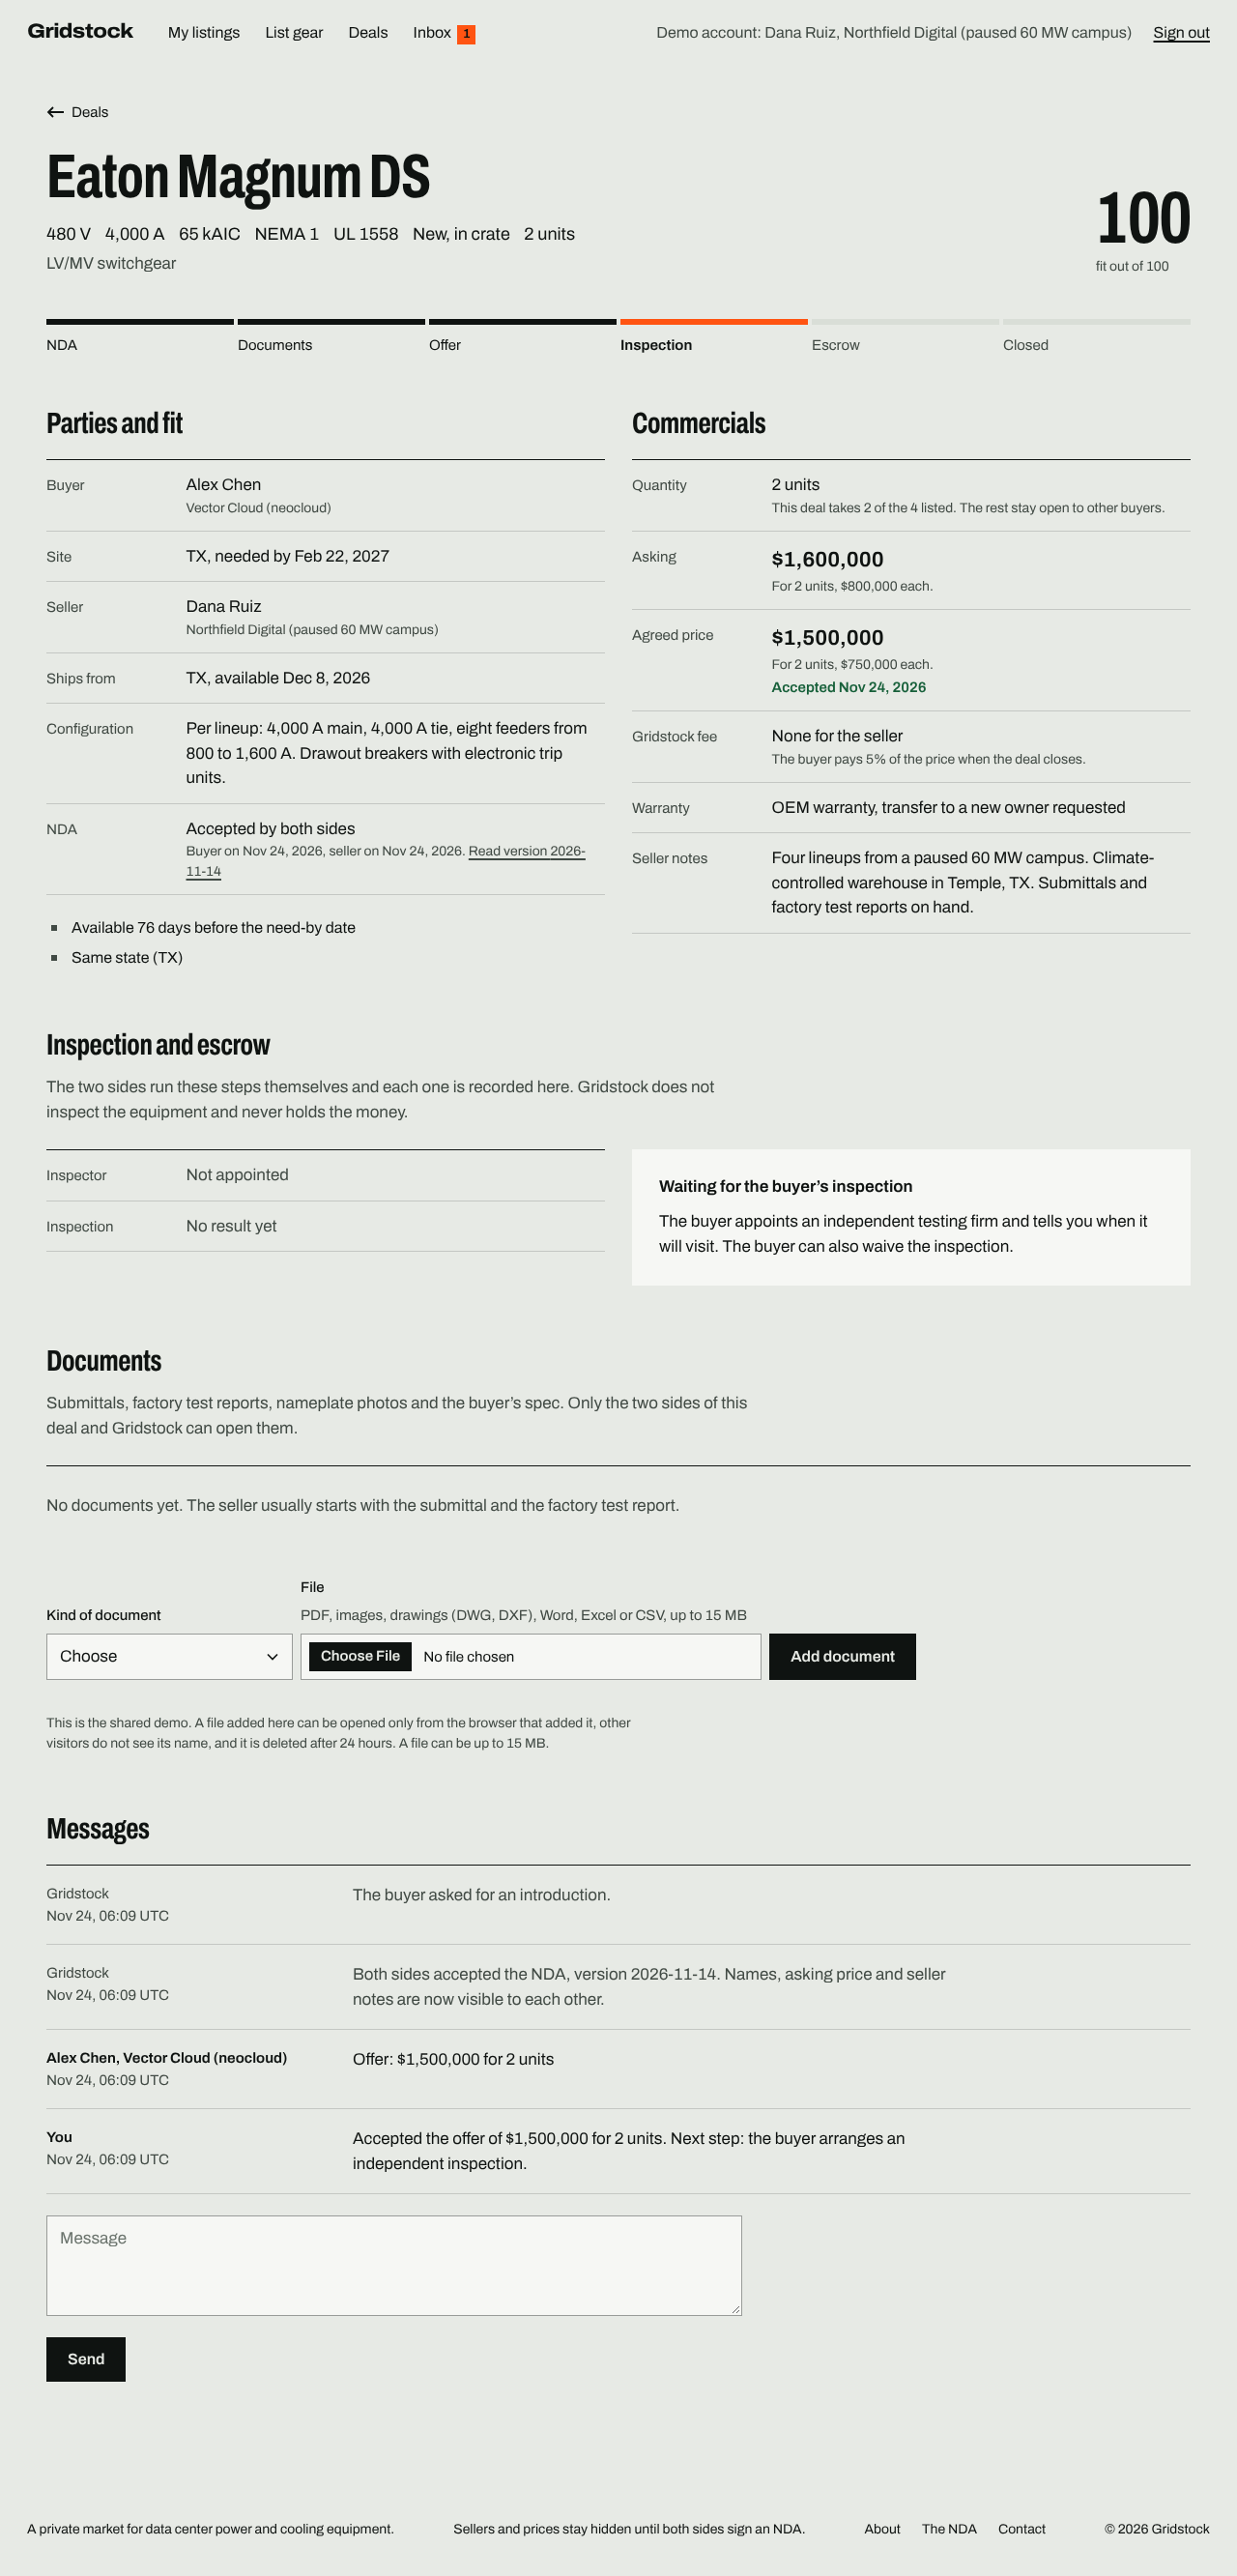 Gridstock My listings List gear Deals Inbox 1 Demo account: Dana Ruiz, Northfield Digital (paused 60 MW campus) Sign out
← Deals
Eaton Magnum DS
480 V 4,000 A 65 kAIC NEMA 1 UL 1558 New, in crate 2 units
LV/MV switchgear
100
fit out of 100
NDA Documents Offer Inspection Escrow Closed
Parties and fit
Buyer Alex Chen
Vector Cloud (neocloud)
Site TX, needed by Feb 22, 2027
Seller Dana Ruiz
Northfield Digital (paused 60 MW campus)
Ships from TX, available Dec 8, 2026
Configuration Per lineup: 4,000 A main, 4,000 A tie, eight feeders from
800 to 1,600 A. Drawout breakers with electronic trip
units.
NDA Accepted by both sides
Buyer on Nov 24, 2026, seller on Nov 24, 2026. Read version 2026-
11-14
Available 76 days before the need-by date
Same state (TX)
Commercials
Quantity 2 units
This deal takes 2 of the 4 listed. The rest stay open to other buyers.
Asking $1,600,000
For 2 units, $800,000 each.
Agreed price $1,500,000
For 2 units, $750,000 each.
Accepted Nov 24, 2026
Gridstock fee None for the seller
The buyer pays 5% of the price when the deal closes.
Warranty OEM warranty, transfer to a new owner requested
Seller notes Four lineups from a paused 60 MW campus. Climate-
controlled warehouse in Temple, TX. Submittals and
factory test reports on hand.
Inspection and escrow
The two sides run these steps themselves and each one is recorded here. Gridstock does not
inspect the equipment and never holds the money.
Inspector Not appointed
Inspection No result yet
Waiting for the buyer’s inspection
The buyer appoints an independent testing firm and tells you when it
will visit. The buyer can also waive the inspection.
Documents
Submittals, factory test reports, nameplate photos and the buyer’s spec. Only the two sides of this
deal and Gridstock can open them.
No documents yet. The seller usually starts with the submittal and the factory test report.
Kind of document
Choose
File
PDF, images, drawings (DWG, DXF), Word, Excel or CSV, up to 15 MB
Choose File No file chosen
Add document
This is the shared demo. A file added here can be opened only from the browser that added it, other
visitors do not see its name, and it is deleted after 24 hours. A file can be up to 15 MB.
Messages
Gridstock
Nov 24, 06:09 UTC
The buyer asked for an introduction.
Gridstock
Nov 24, 06:09 UTC
Both sides accepted the NDA, version 2026-11-14. Names, asking price and seller
notes are now visible to each other.
Alex Chen, Vector Cloud (neocloud)
Nov 24, 06:09 UTC
Offer: $1,500,000 for 2 units
You
Nov 24, 06:09 UTC
Accepted the offer of $1,500,000 for 2 units. Next step: the buyer arranges an
independent inspection.
Message
Send
A private market for data center power and cooling equipment. Sellers and prices stay hidden until both sides sign an NDA. About The NDA Contact © 2026 Gridstock